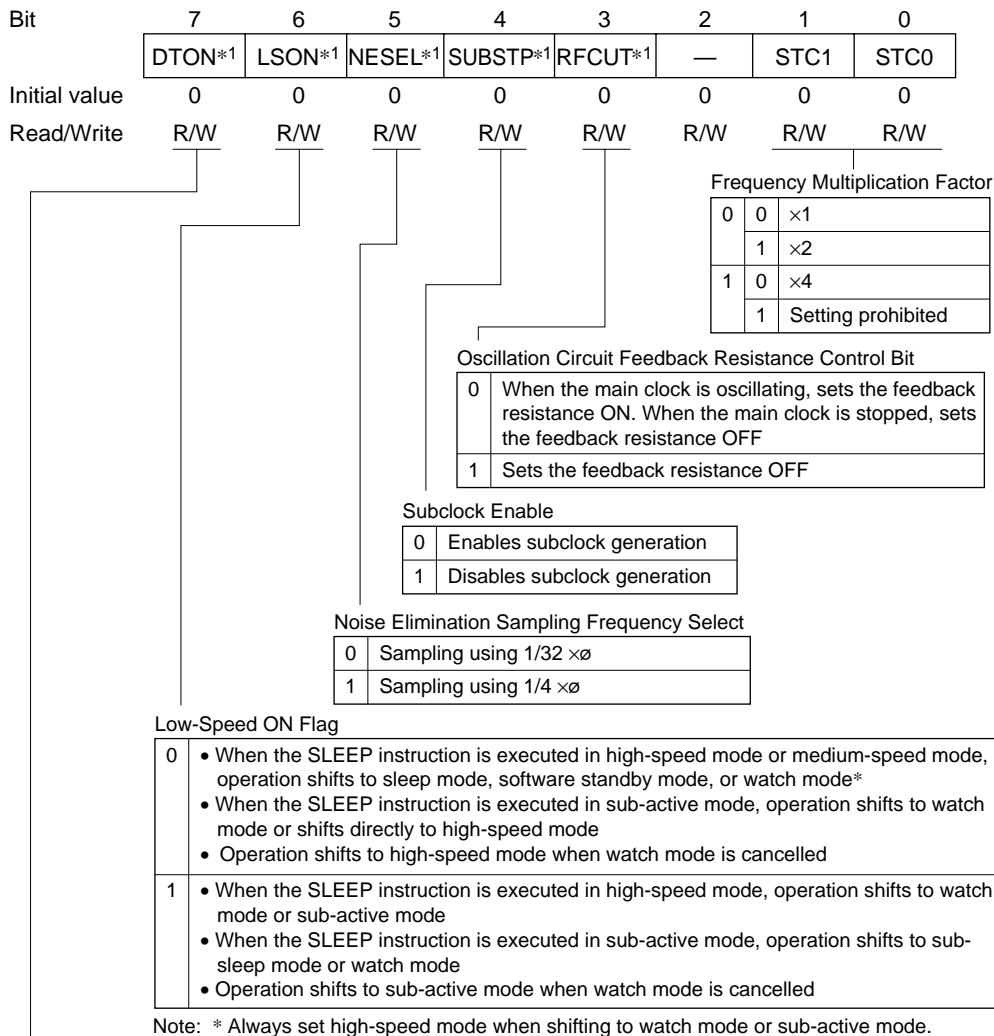 Bit 7 6 5 4 3 2 1 0
DTON*1 LSON*1 NESEL*1 SUBSTP*1 RFCUT*1 — STC1 STC0
Initial value 0 0 0 0 0 0 0 0
Read/Write R/W R/W R/W R/W R/W R/W R/W R/W
Frequency Multiplication Factor
0 0 ×1
1 ×2
1 0 ×4
1 Setting prohibited
Oscillation Circuit Feedback Resistance Control Bit
0 When the main clock is oscillating, sets the feedback
resistance ON. When the main clock is stopped, sets
the feedback resistance OFF
1 Sets the feedback resistance OFF
Subclock Enable
0 Enables subclock generation
1 Disables subclock generation
Noise Elimination Sampling Frequency Select
0 Sampling using 1/32 ×ø
1 Sampling using 1/4 ×ø
Low-Speed ON Flag
0 • When the SLEEP instruction is executed in high-speed mode or medium-speed mode,
operation shifts to sleep mode, software standby mode, or watch mode*
• When the SLEEP instruction is executed in sub-active mode, operation shifts to watch
mode or shifts directly to high-speed mode
• Operation shifts to high-speed mode when watch mode is cancelled
1 • When the SLEEP instruction is executed in high-speed mode, operation shifts to watch
mode or sub-active mode
• When the SLEEP instruction is executed in sub-active mode, operation shifts to sub-
sleep mode or watch mode
• Operation shifts to sub-active mode when watch mode is cancelled
Note: * Always set high-speed mode when shifting to watch mode or sub-active mode.